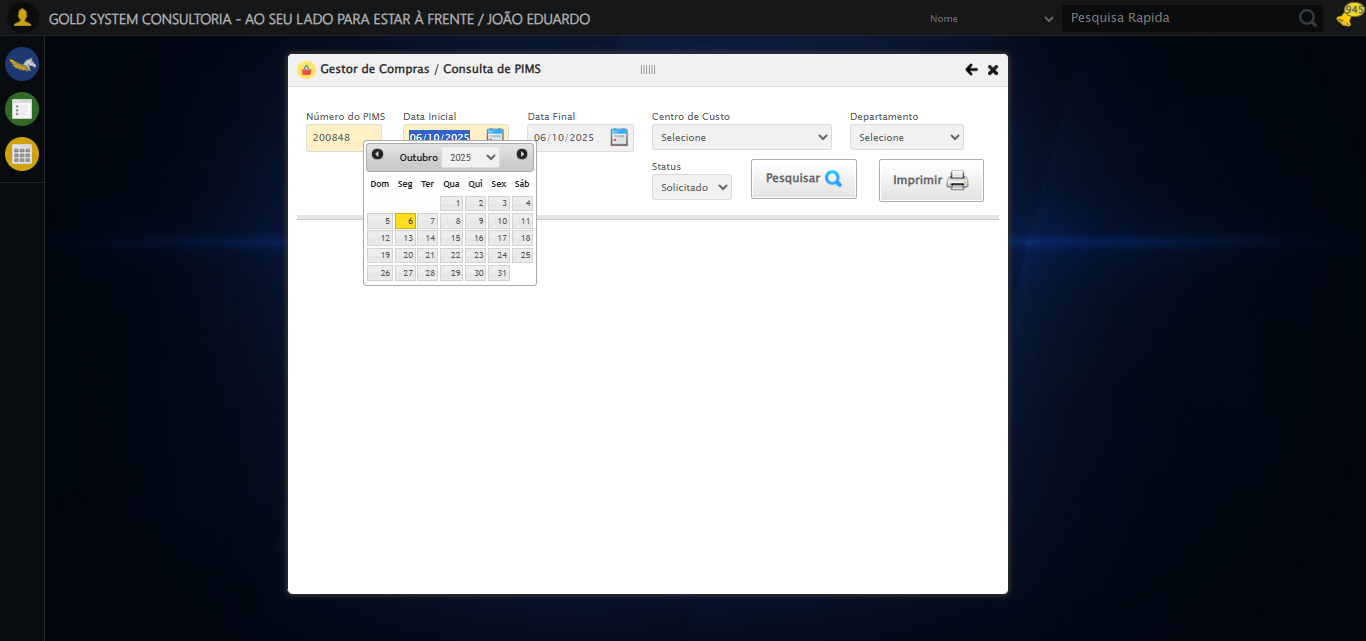 GOLD SYSTEM CONSULTORIA - AO SEU LADO PARA ESTAR À FRENTE / JOÃO EDUARDO
Nome
Pesquisa Rapida
945
Gestor de Compras / Consulta de PIMS
Número do PIMS
Data Inicial
Data Final
Centro de Custo
Departamento
200848
06/10/2025
06/10/2025
Selecione
Selecione
Status
Solicitado
Pesquisar
Imprimir
Outubro 2025
Dom Seg Ter Qua Qui Sex Sáb
1 2 3 4
5 6 7 8 9 10 11
12 13 14 15 16 17 18
19 20 21 22 23 24 25
26 27 28 29 30 31